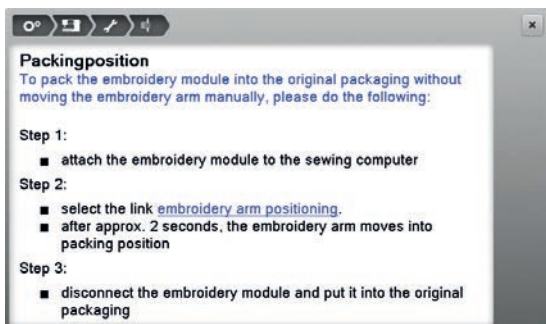 Packingposition
To pack the embroidery module into the original packaging without
moving the embroidery arm manually, please do the following:
Step 1:
■ attach the embroidery module to the sewing computer
Step 2:
■ select the link embroidery arm positioning.
■ after approx. 2 seconds, the embroidery arm moves into
packing position
Step 3:
■ disconnect the embroidery module and put it into the original
packaging